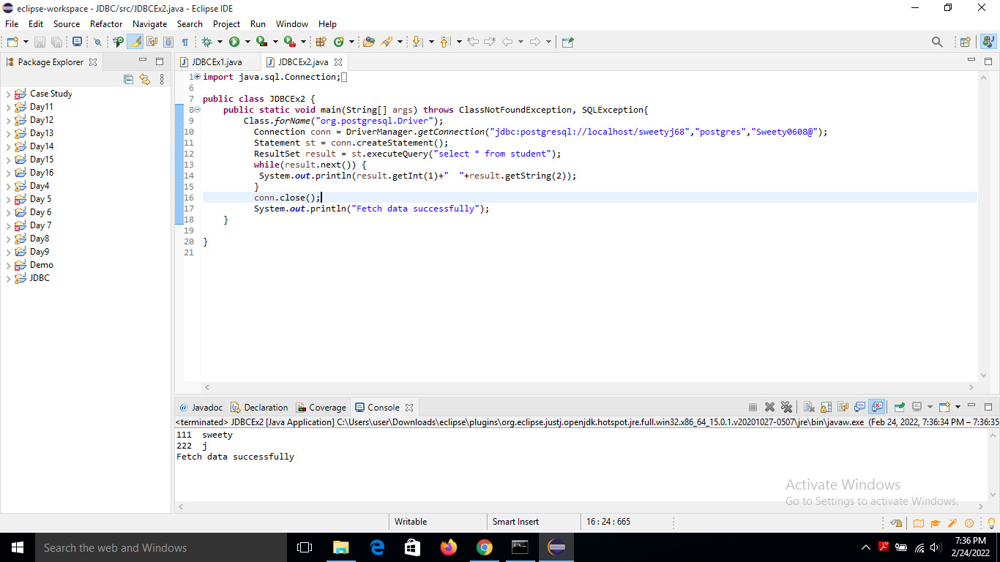 eclipse-workspace - JDBC/src/JDBCEx2.java - Eclipse IDE
File Edit Source Refactor Navigate Search Project Run Window Help
Package Explorer
Case Study
Day11
Day12
Day13
Day14
Day15
Day16
Day4
Day 5
Day 6
Day 7
Day8
Day9
Demo
JDBC
JDBCEx1.java JDBCEx2.java
1 import java.sql.Connection;
6
7 public class JDBCEx2 {
8 public static void main(String[] args) throws ClassNotFoundException, SQLException{
9 Class.forName("org.postgresql.Driver");
10 Connection conn = DriverManager.getConnection("jdbc:postgresql://localhost/sweetyj68","postgres","Sweety0608@");
11 Statement st = conn.createStatement();
12 ResultSet result = st.executeQuery("select * from student");
13 while(result.next()) {
14 System.out.println(result.getInt(1)+"  "+result.getString(2));
15 }
16 conn.close();
17 System.out.println("Fetch data successfully");
18 }
19
20 }
21
@ Javadoc Declaration Coverage Console
<terminated> JDBCEx2 [Java Application] C:\Users\user\Downloads\eclipse\plugins\org.eclipse.justj.openjdk.hotspot.jre.full.win32.x86_64_15.0.1.v20201027-0507\jre\bin\javaw.exe (Feb 24, 2022, 7:36:34 PM – 7:36:35
111  sweety
222  j
Fetch data successfully
Activate Windows
Go to Settings to activate Windows.
Writable Smart Insert 16 : 24 : 665
Search the web and Windows
7:36 PM
2/24/2022